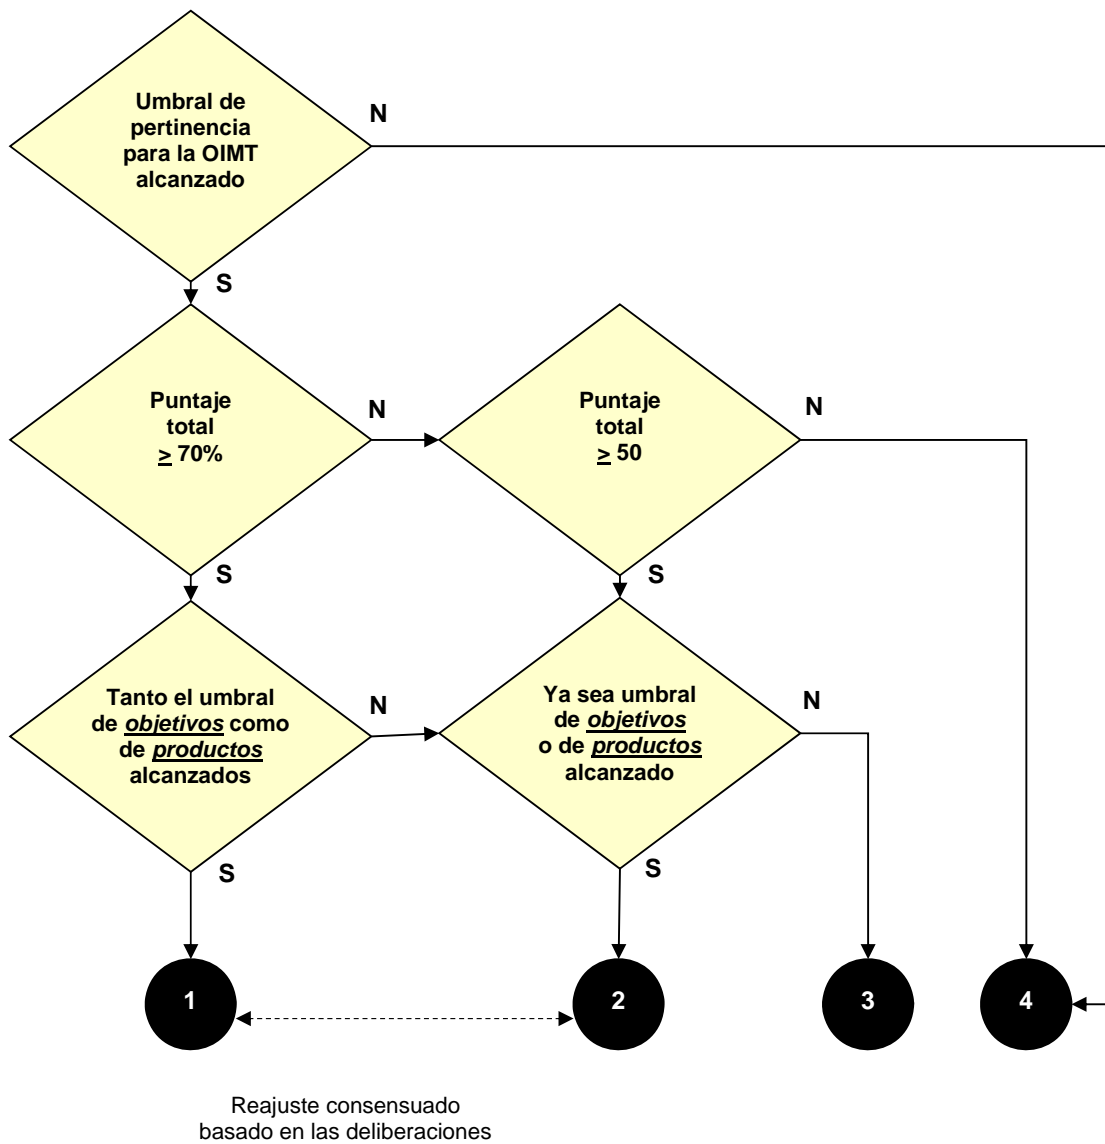 Umbral de
pertinencia
para la OIMT
alcanzado
N
S
Puntaje
total
≥ 70%
N
Puntaje
total
≥ 50
N
S
S
Tanto el umbral
de objetivos como
de productos
alcanzados
N
Ya sea umbral
de objetivos
o de productos
alcanzado
N
S
S
1
2
3
4
Reajuste consensuado
basado en las deliberaciones